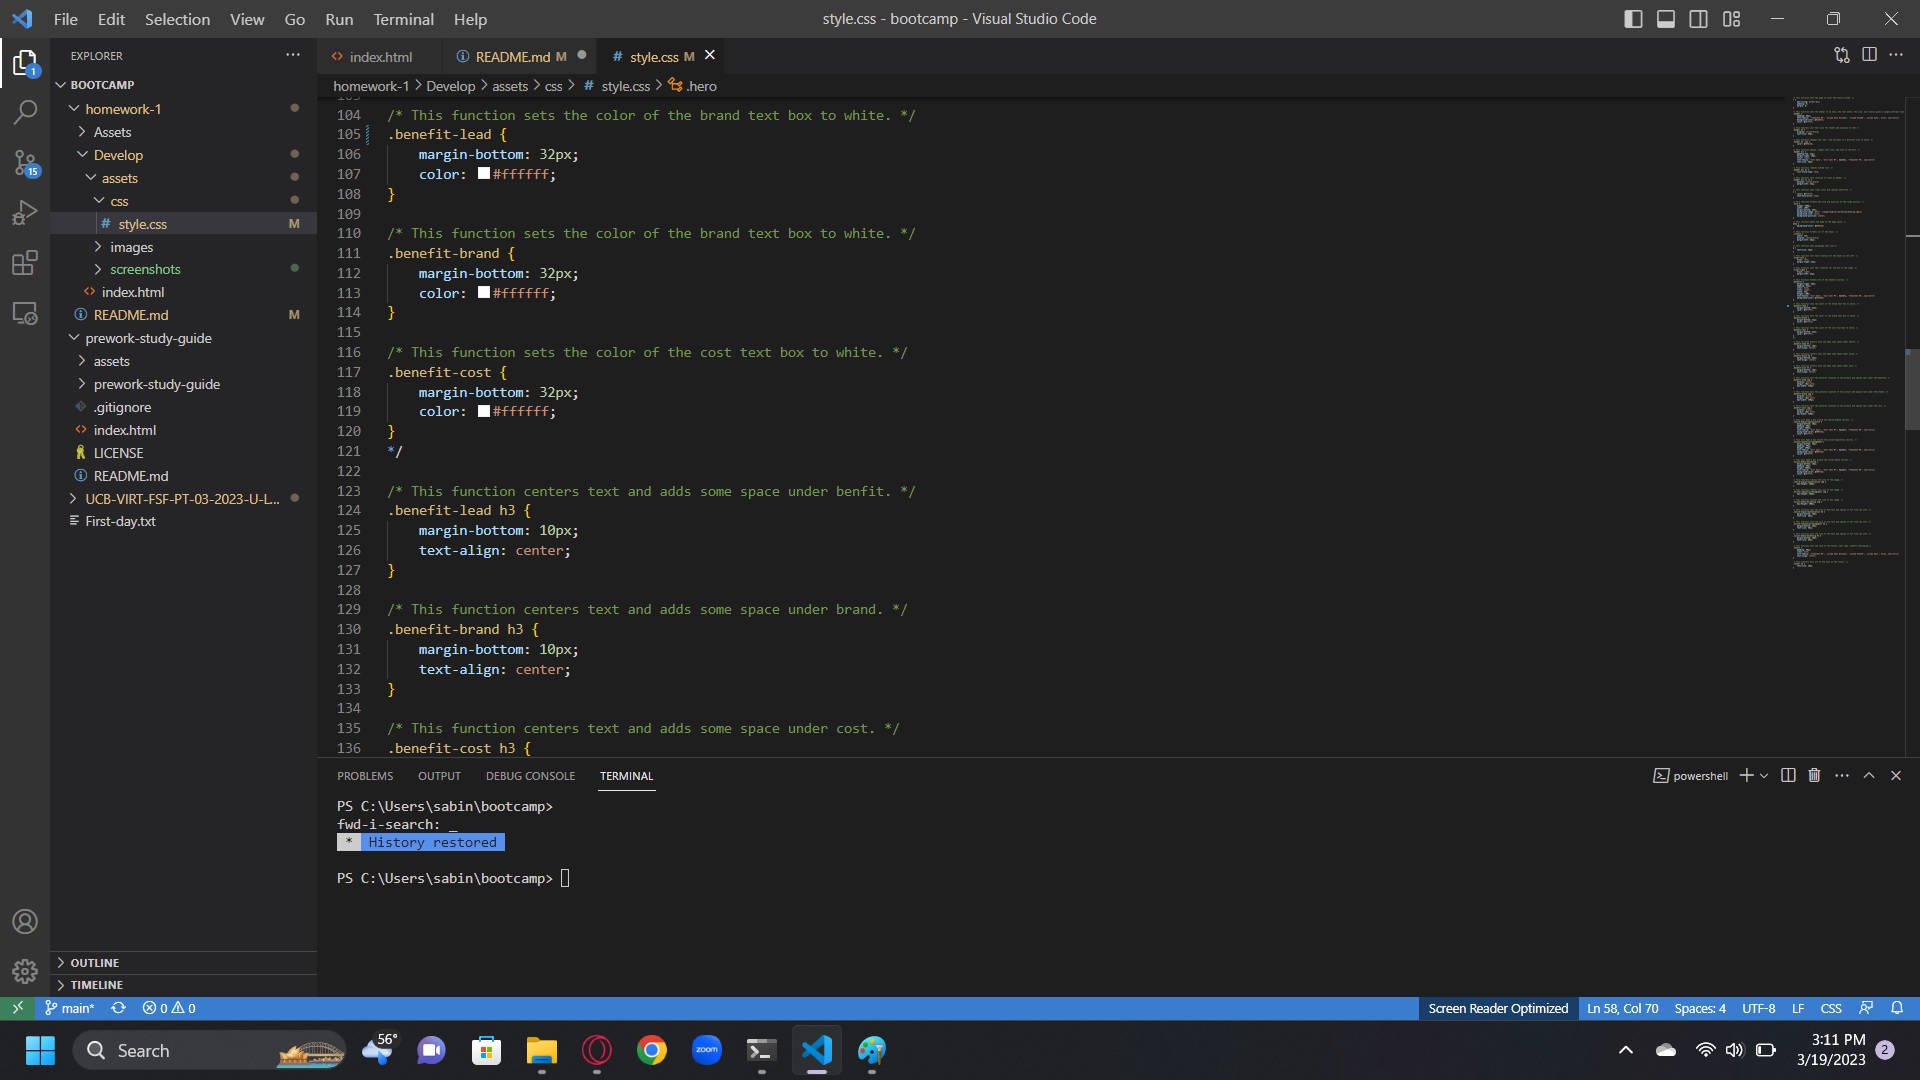 File Edit Selection View Go Run Terminal Help
style.css - bootcamp - Visual Studio Code
EXPLORER
index.html
README.md M
style.css M
BOOTCAMP
homework-1
Assets
Develop
assets
css
style.css M
images
screenshots
index.html
README.md M
prework-study-guide
assets
prework-study-guide
.gitignore
index.html
LICENSE
README.md
UCB-VIRT-FSF-PT-03-2023-U-L...
First-day.txt
OUTLINE
TIMELINE
1
15
homework-1 > Develop > assets > css > # style.css > .hero
104 /* This function sets the color of the brand text box to white. */
105 .benefit-lead {
106 margin-bottom: 32px;
107 color: #ffffff;
108 }
109
110 /* This function sets the color of the brand text box to white. */
111 .benefit-brand {
112 margin-bottom: 32px;
113 color: #ffffff;
114 }
115
116 /* This function sets the color of the cost text box to white. */
117 .benefit-cost {
118 margin-bottom: 32px;
119 color: #ffffff;
120 }
121 */
122
123 /* This function centers text and adds some space under benfit. */
124 .benefit-lead h3 {
125 margin-bottom: 10px;
126 text-align: center;
127 }
128
129 /* This function centers text and adds some space under brand. */
130 .benefit-brand h3 {
131 margin-bottom: 10px;
132 text-align: center;
133 }
134
135 /* This function centers text and adds some space under cost. */
136 .benefit-cost h3 {
PROBLEMS OUTPUT DEBUG CONSOLE TERMINAL
powershell
PS C:\Users\sabin\bootcamp>
fwd-i-search: _
* History restored
PS C:\Users\sabin\bootcamp>
main* 0 0
Screen Reader Optimized Ln 58, Col 70 Spaces: 4 UTF-8 LF CSS
Search
56°
zoom
3:11 PM
3/19/2023
2